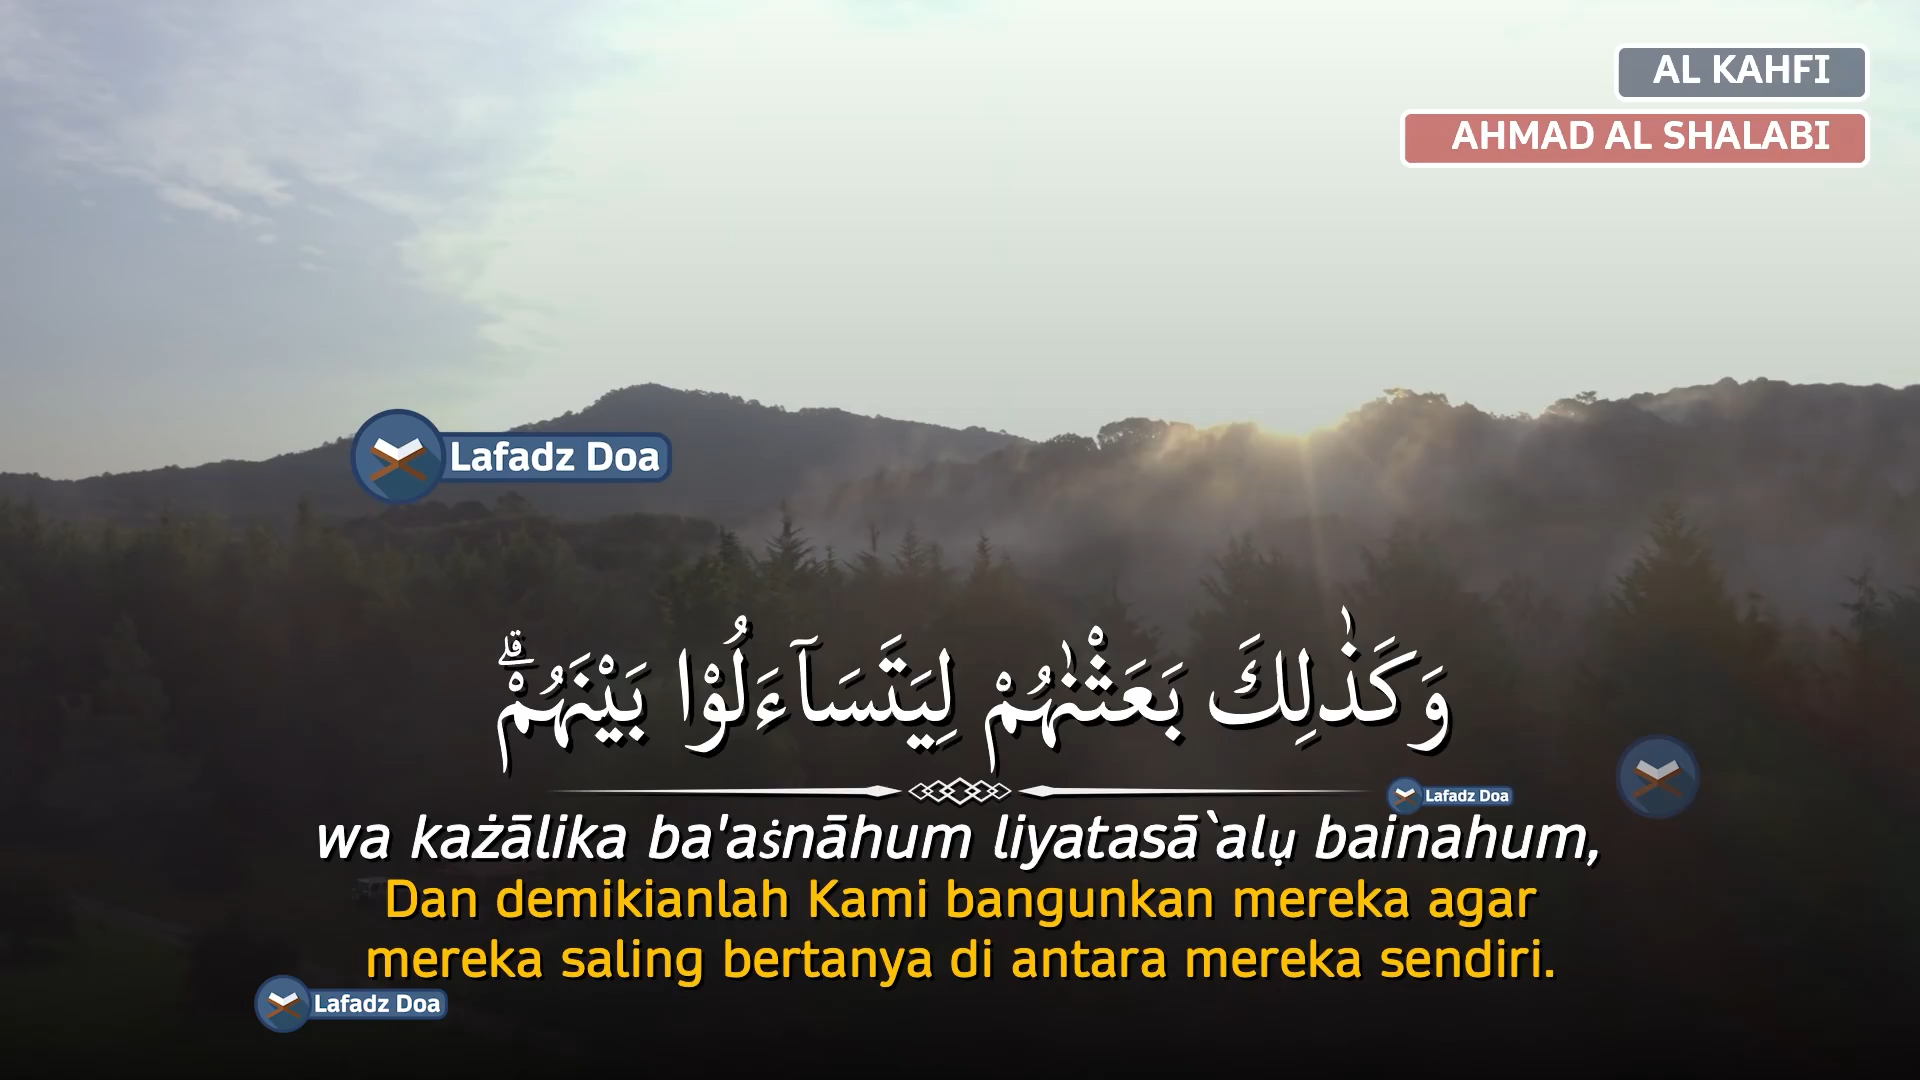 AL KAHFI
AHMAD AL SHALABI
Lafadz Doa
وَكَذٰلِكَ بَعَثْنٰهُمْ لِيَتَسَاۤءَلُوْا بَيْنَهُمْۗ
Lafadz Doa
wa każālika ba'aṡnāhum liyatasā`alụ bainahum,
Dan demikianlah Kami bangunkan mereka agar
mereka saling bertanya di antara mereka sendiri.
Lafadz Doa